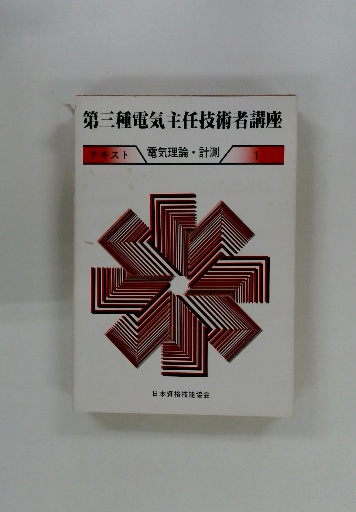 第三種電気主任技術者講座
テキスト 電気理論・計測 1
日本資格技能協会